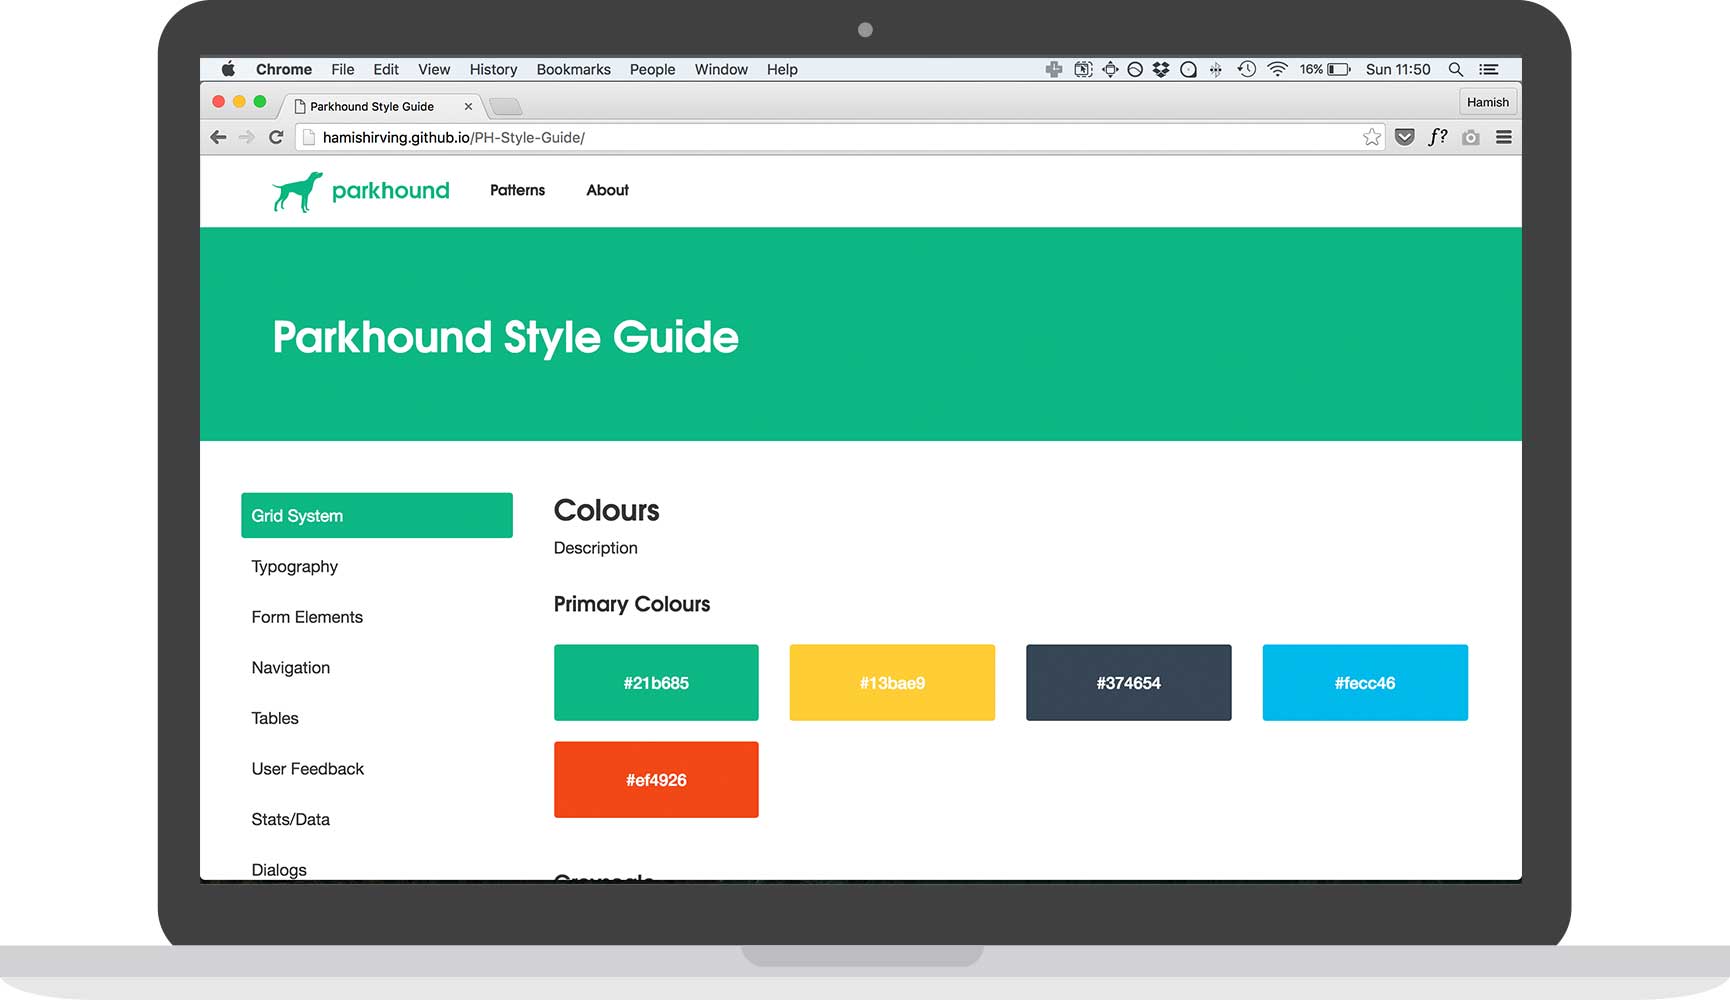 Chrome File Edit View History Bookmarks People Window Help 16% Sun 11:50
Parkhound Style Guide Hamish
hamishirving.github.io/PH-Style-Guide/ f?
parkhound Patterns About
Parkhound Style Guide
Grid System
Typography
Form Elements
Navigation
Tables
User Feedback
Stats/Data
Dialogs
Colours
Description
Primary Colours
#21b685 #13bae9 #374654 #fecc46
#ef4926